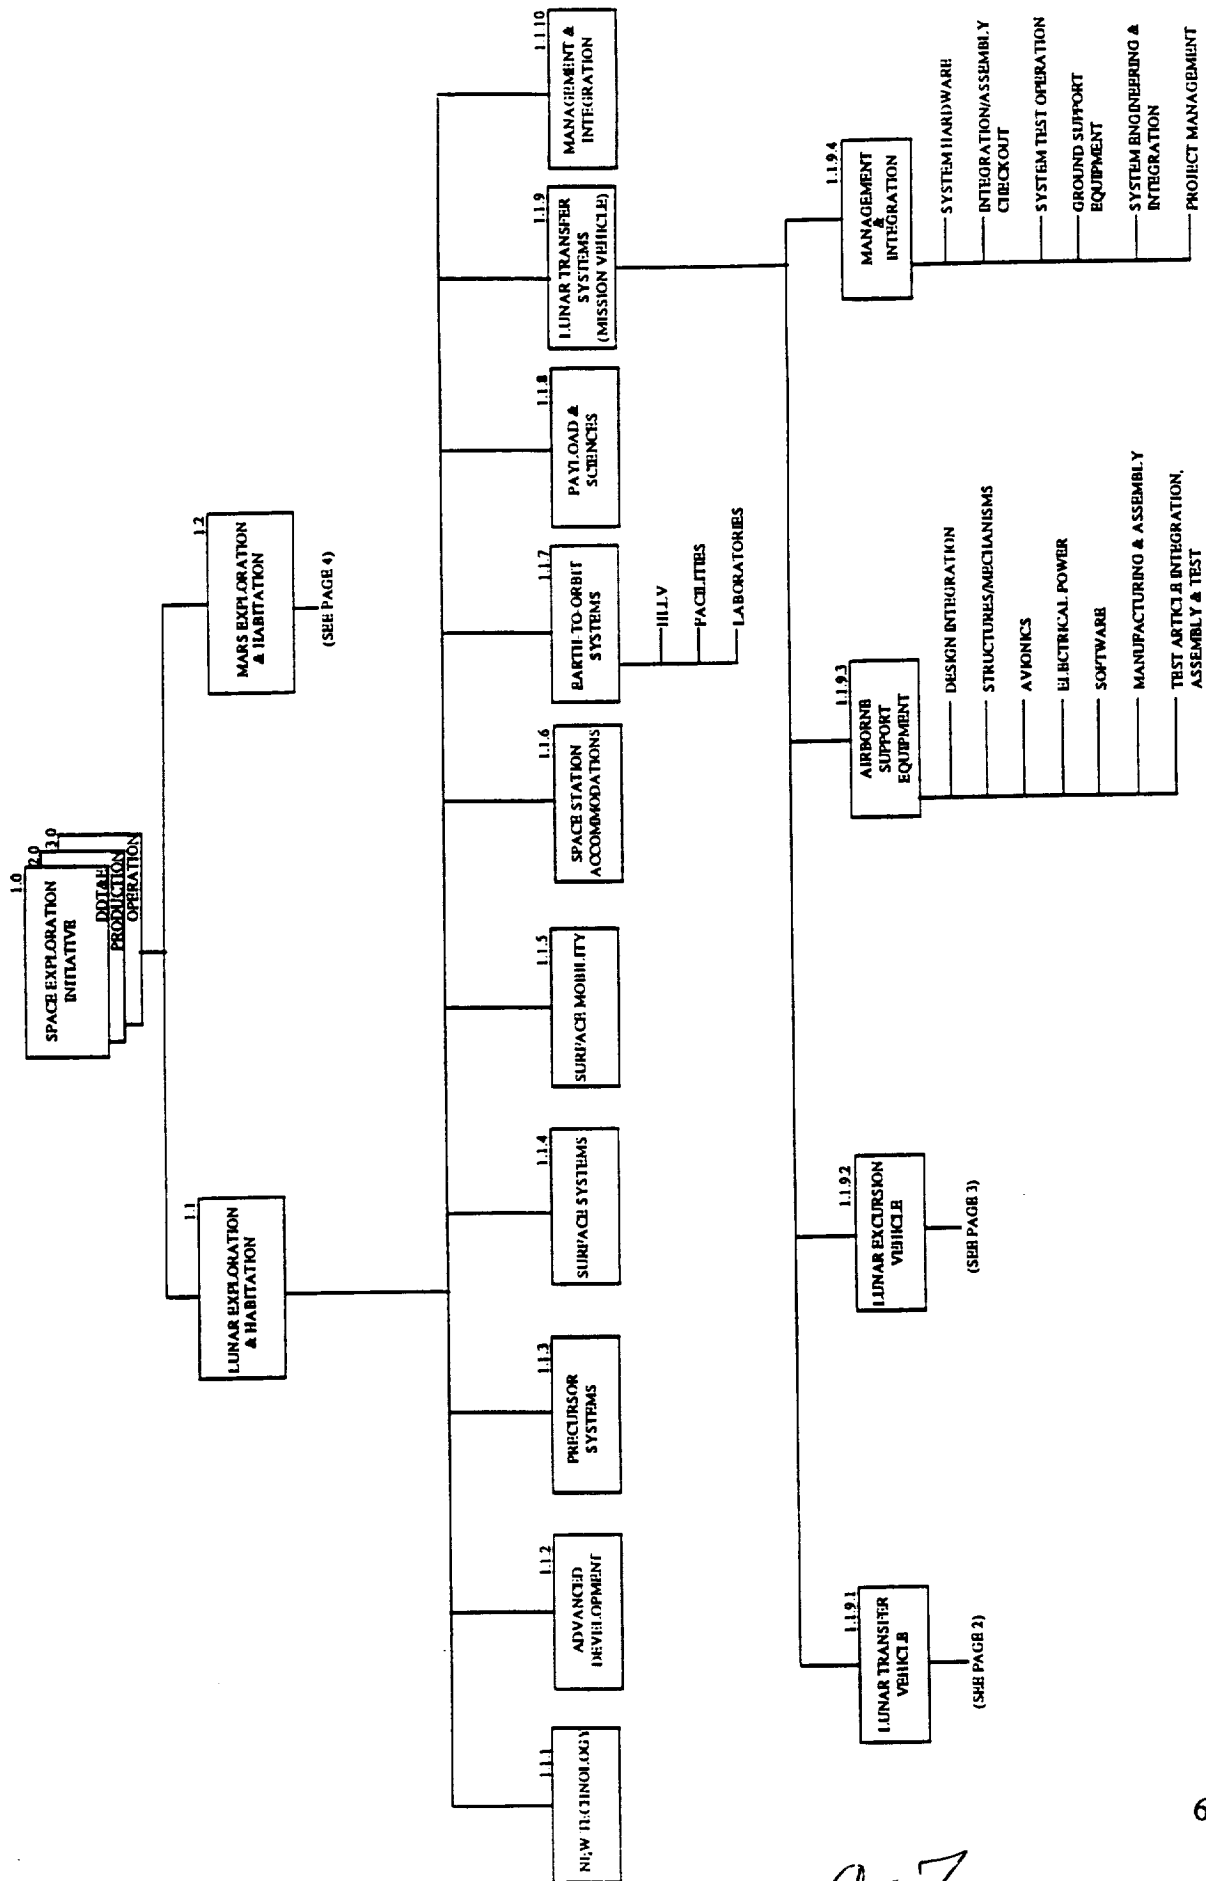 1.0
2.0
3.0
SPACE EXPLORATION
INITIATIVE
DDT&E
PRODUCTION
OPERATION
1.1
LUNAR EXPLORATION
& HABITATION
1.2
MARS EXPLORATION
& HABITATION
(SEE PAGE 4)
1.1.1
NEW TECHNOLOGY
1.1.2
ADVANCED
DEVELOPMENT
1.1.3
PRECURSOR
SYSTEMS
1.1.4
SURFACE SYSTEMS
1.1.5
SURFACE MOBILITY
1.1.6
SPACE STATION
ACCOMMODATIONS
1.1.7
EARTH-TO-ORBIT
SYSTEMS
HLLV
FACILITIES
LABORATORIES
1.1.8
PAYLOAD &
SCIENCES
1.1.9
LUNAR TRANSFER
SYSTEMS
(MISSION VEHICLE)
1.1.10
MANAGEMENT &
INTEGRATION
1.1.9.1
LUNAR TRANSFER
VEHICLE
(SEE PAGE 2)
1.1.9.2
LUNAR EXCURSION
VEHICLE
(SEE PAGE 3)
1.1.9.3
AIRBORNE
SUPPORT
EQUIPMENT
DESIGN INTEGRATION
STRUCTURES/MECHANISMS
AVIONICS
ELECTRICAL POWER
SOFTWARE
MANUFACTURING & ASSEMBLY
TEST ARTICLE INTEGRATION,
ASSEMBLY & TEST
1.1.9.4
MANAGEMENT
&
INTEGRATION
SYSTEM HARDWARE
INTEGRATION/ASSEMBLY
CHECKOUT
SYSTEM TEST OPERATION
GROUND SUPPORT
EQUIPMENT
SYSTEM ENGINEERING &
INTEGRATION
PROJECT MANAGEMENT
6